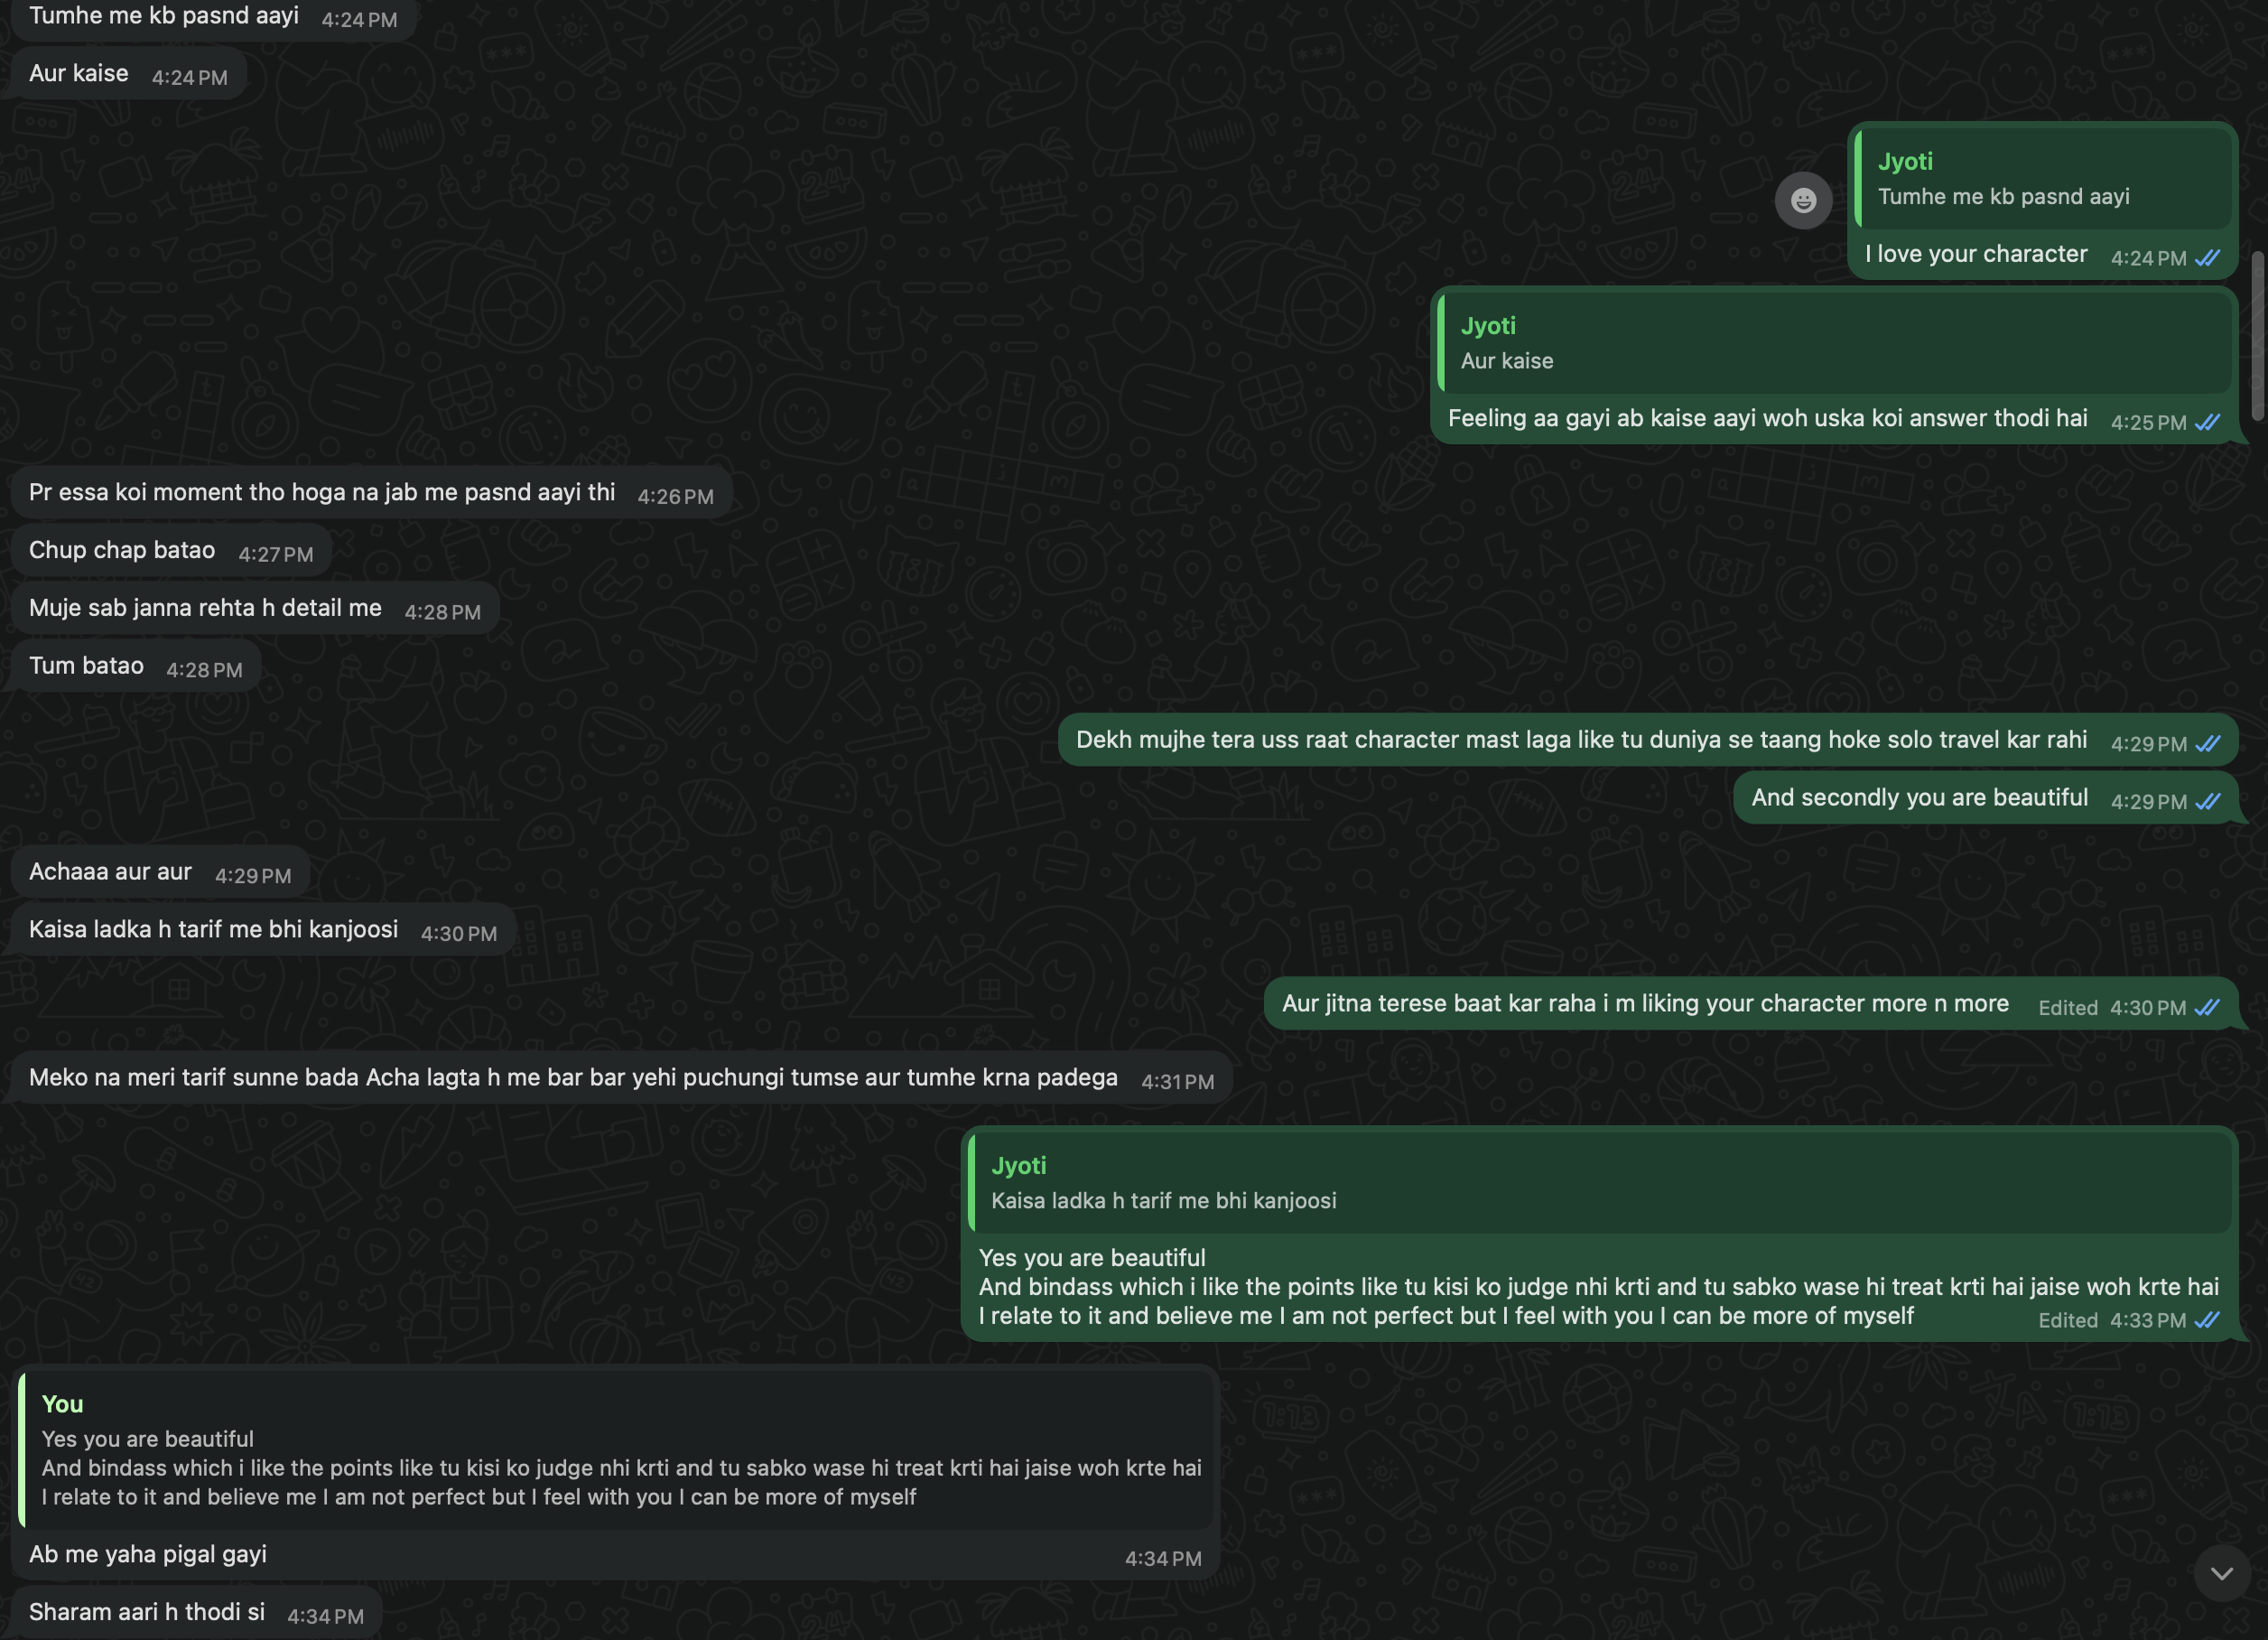 Tumhe me kb pasnd aayi 4:24 PM
Aur kaise 4:24 PM
Jyoti
Tumhe me kb pasnd aayi
I love your character 4:24 PM
Jyoti
Aur kaise
Feeling aa gayi ab kaise aayi woh uska koi answer thodi hai 4:25 PM
Pr essa koi moment tho hoga na jab me pasnd aayi thi 4:26 PM
Chup chap batao 4:27 PM
Muje sab janna rehta h detail me 4:28 PM
Tum batao 4:28 PM
Dekh mujhe tera uss raat character mast laga like tu duniya se taang hoke solo travel kar rahi 4:29 PM
And secondly you are beautiful 4:29 PM
Achaaa aur aur 4:29 PM
Kaisa ladka h tarif me bhi kanjoosi 4:30 PM
Aur jitna terese baat kar raha i m liking your character more n more Edited 4:30 PM
Meko na meri tarif sunne bada Acha lagta h me bar bar yehi puchungi tumse aur tumhe krna padega 4:31 PM
Jyoti
Kaisa ladka h tarif me bhi kanjoosi
Yes you are beautiful
And bindass which i like the points like tu kisi ko judge nhi krti and tu sabko wase hi treat krti hai jaise woh krte hai
I relate to it and believe me I am not perfect but I feel with you I can be more of myself Edited 4:33 PM
You
Yes you are beautiful
And bindass which i like the points like tu kisi ko judge nhi krti and tu sabko wase hi treat krti hai jaise woh krte hai
I relate to it and believe me I am not perfect but I feel with you I can be more of myself
Ab me yaha pigal gayi 4:34 PM
Sharam aari h thodi si 4:34 PM